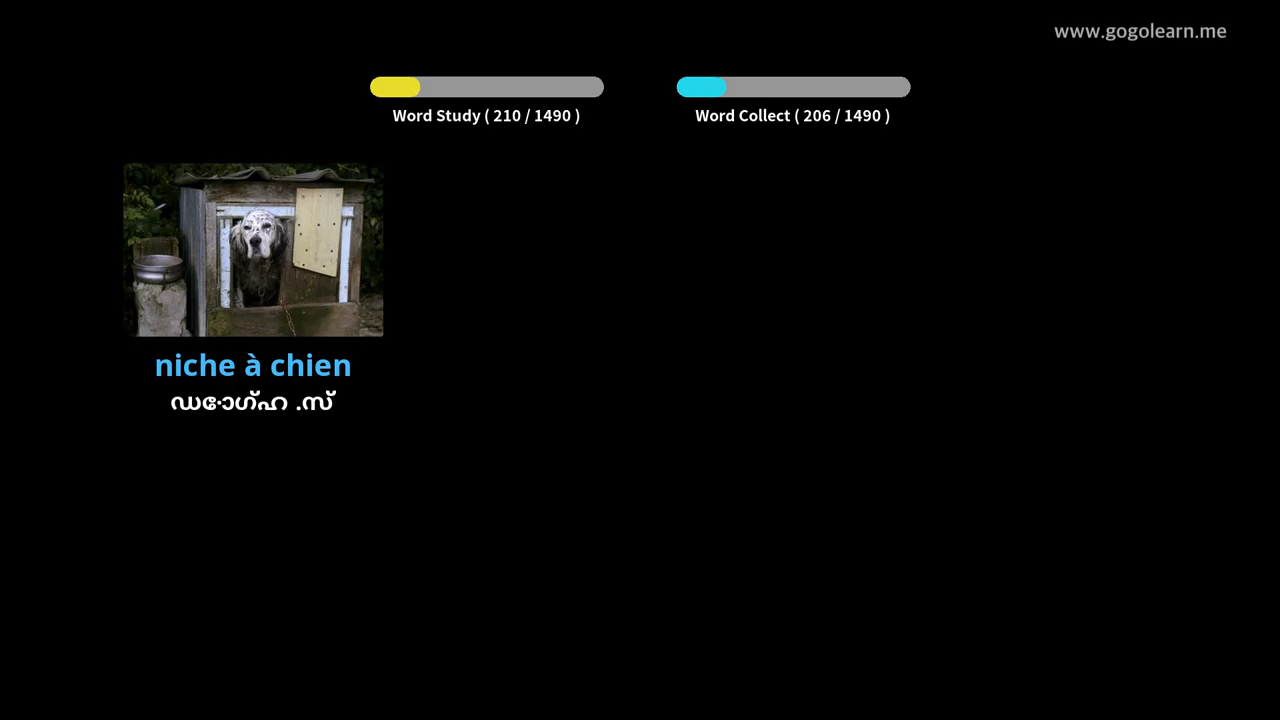 www.gogolearn.me
Word Study ( 210 / 1490 )
Word Collect ( 206 / 1490 )
niche à chien
ഡോഗ്ഹ .സ്